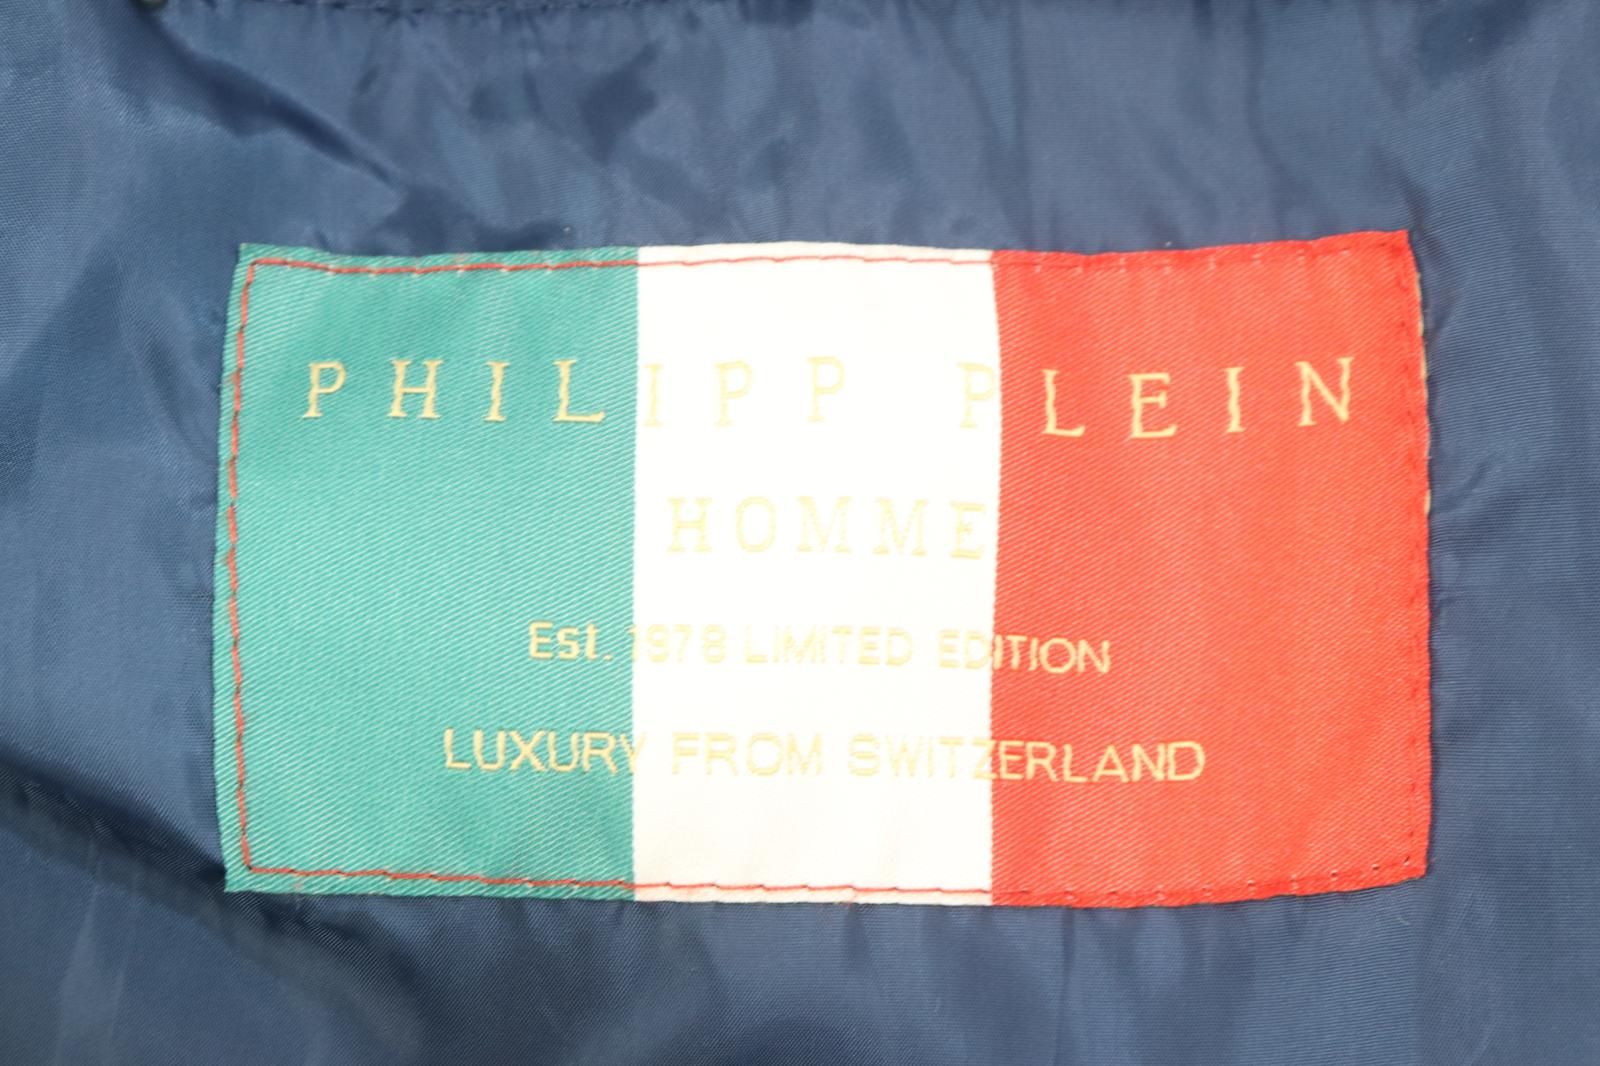 PHILIPP PLEIN
HOMME
Est. 1978 LIMITED EDITION
LUXURY FROM SWITZERLAND